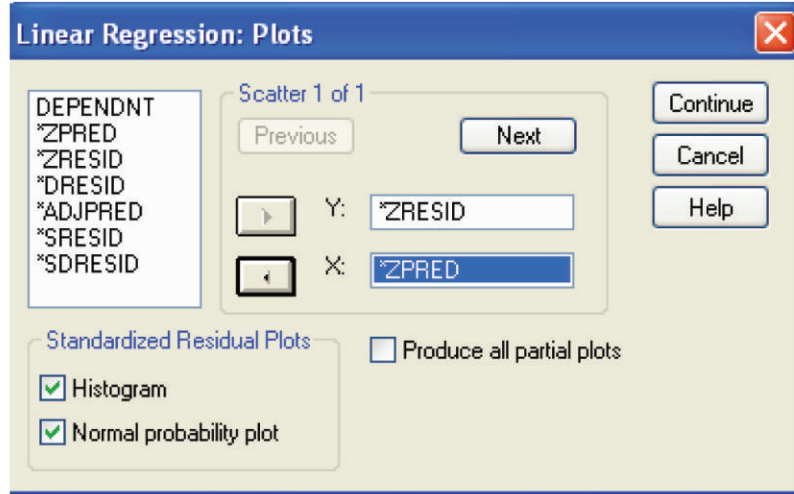 Linear Regression: Plots
DEPENDNT
*ZPRED
*ZRESID
*DRESID
*ADJPRED
*SRESID
*SDRESID
Scatter 1 of 1
Previous
Next
Y: *ZRESID
X: *ZPRED
Continue
Cancel
Help
Standardized Residual Plots
Histogram
Normal probability plot
Produce all partial plots